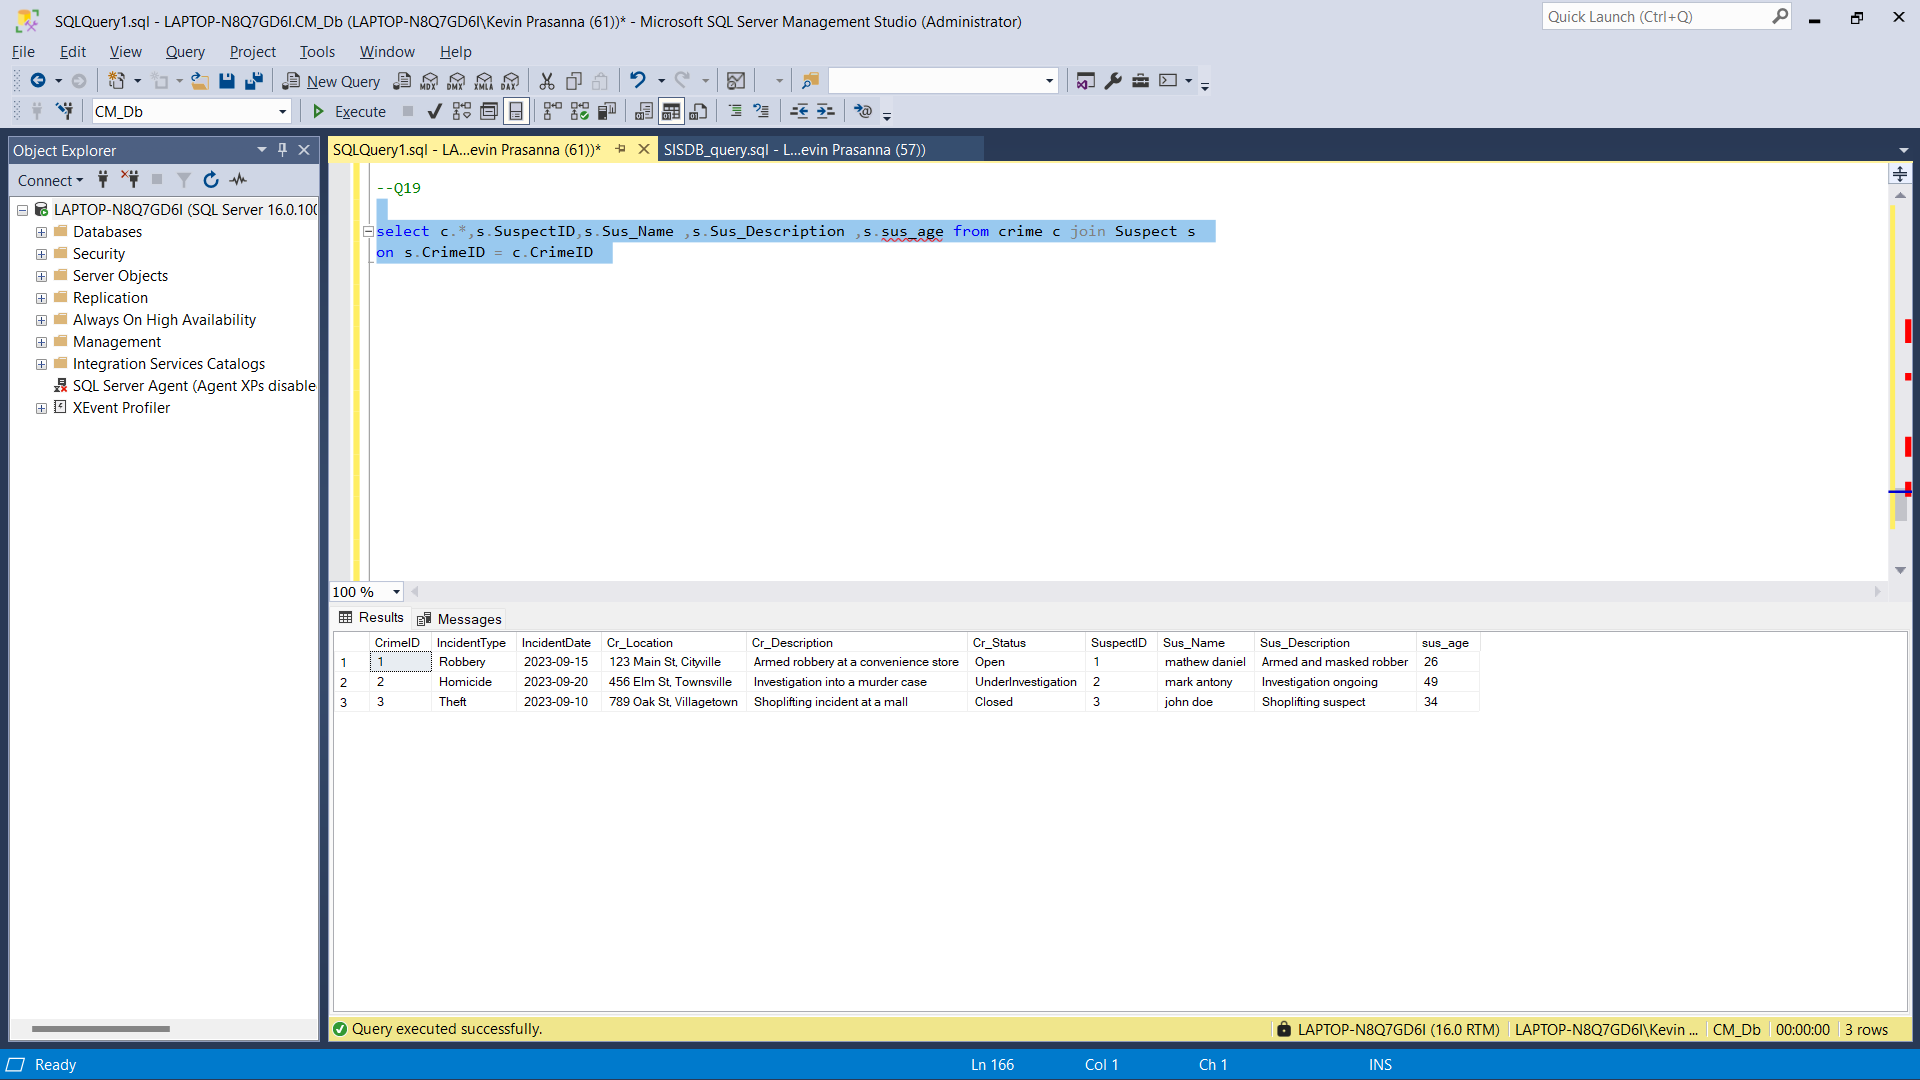 SQLQuery1.sql - LAPTOP-N8Q7GD6I.CM_Db (LAPTOP-N8Q7GD6I\Kevin Prasanna (61))* - Microsoft SQL Server Management Studio (Administrator)
Quick Launch (Ctrl+Q)
File Edit View Query Project Tools Window Help
New Query MDX DMX XMLA DAX
CM_Db Execute
Object Explorer
SQLQuery1.sql - LA...evin Prasanna (61))* SISDB_query.sql - L...evin Prasanna (57))
Connect
LAPTOP-N8Q7GD6I (SQL Server 16.0.100
Databases
Security
Server Objects
Replication
Always On High Availability
Management
Integration Services Catalogs
SQL Server Agent (Agent XPs disable
XEvent Profiler
--Q19
select c.*,s.SuspectID,s.Sus_Name ,s.Sus_Description ,s.sus_age from crime c join Suspect s
on s.CrimeID = c.CrimeID
100 %
Results Messages
CrimeID IncidentType IncidentDate Cr_Location Cr_Description Cr_Status SuspectID Sus_Name Sus_Description sus_age
1 1 Robbery 2023-09-15 123 Main St, Cityville Armed robbery at a convenience store Open 1 mathew daniel Armed and masked robber 26
2 2 Homicide 2023-09-20 456 Elm St, Townsville Investigation into a murder case UnderInvestigation 2 mark antony Investigation ongoing 49
3 3 Theft 2023-09-10 789 Oak St, Villagetown Shoplifting incident at a mall Closed 3 john doe Shoplifting suspect 34
Query executed successfully. LAPTOP-N8Q7GD6I (16.0 RTM) LAPTOP-N8Q7GD6I\Kevin ... CM_Db 00:00:00 3 rows
Ready Ln 166 Col 1 Ch 1 INS